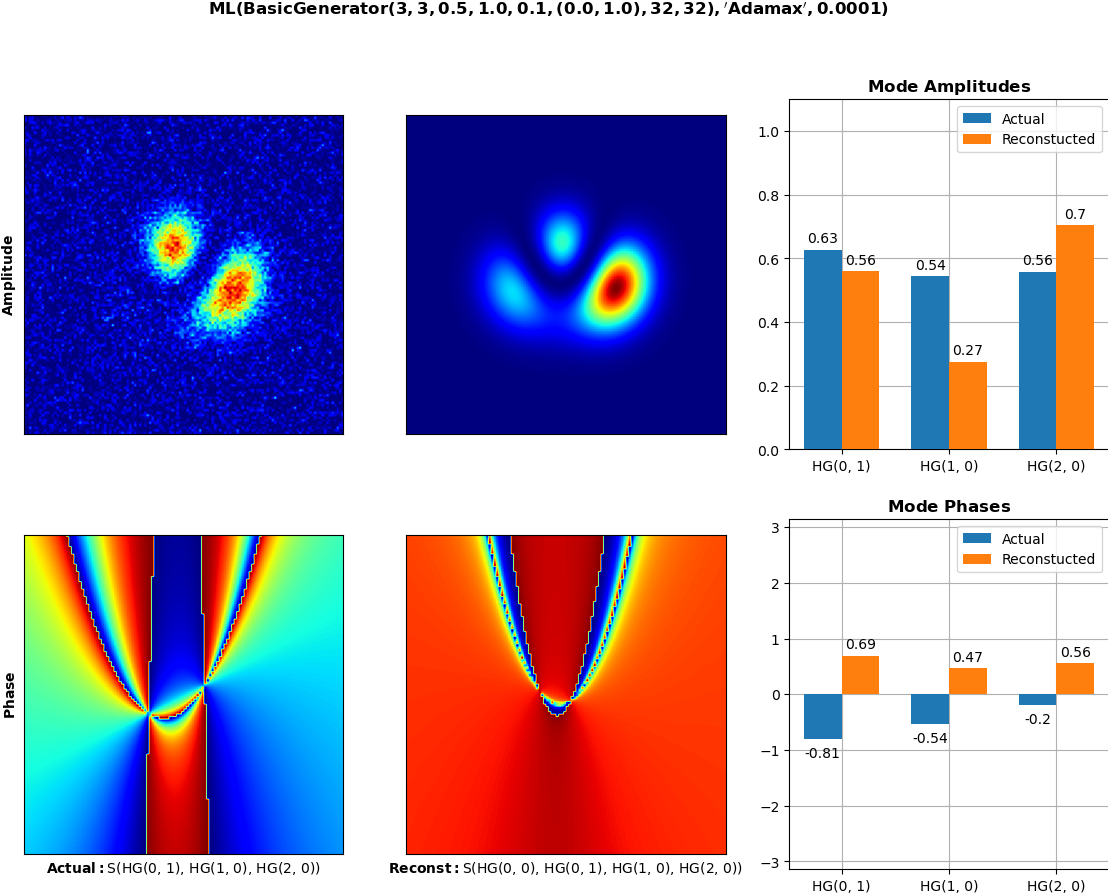 ML(BasicGenerator(3, 3, 0.5, 1.0, 0.1, (0.0, 1.0), 32, 32), ′Adamax′, 0.0001)
Amplitude
Mode Amplitudes
Actual
Reconstucted
1.0
0.8
0.6
0.4
0.2
0.0
0.63
0.56
0.54
0.27
0.56
0.7
HG(0, 1)
HG(1, 0)
HG(2, 0)
Phase
Actual: S(HG(0, 1), HG(1, 0), HG(2, 0))
Reconst: S(HG(0, 0), HG(0, 1), HG(1, 0), HG(2, 0))
Mode Phases
Actual
Reconstucted
3
2
1
0
−1
−2
−3
-0.81
0.69
-0.54
0.47
-0.2
0.56
HG(0, 1)
HG(1, 0)
HG(2, 0)